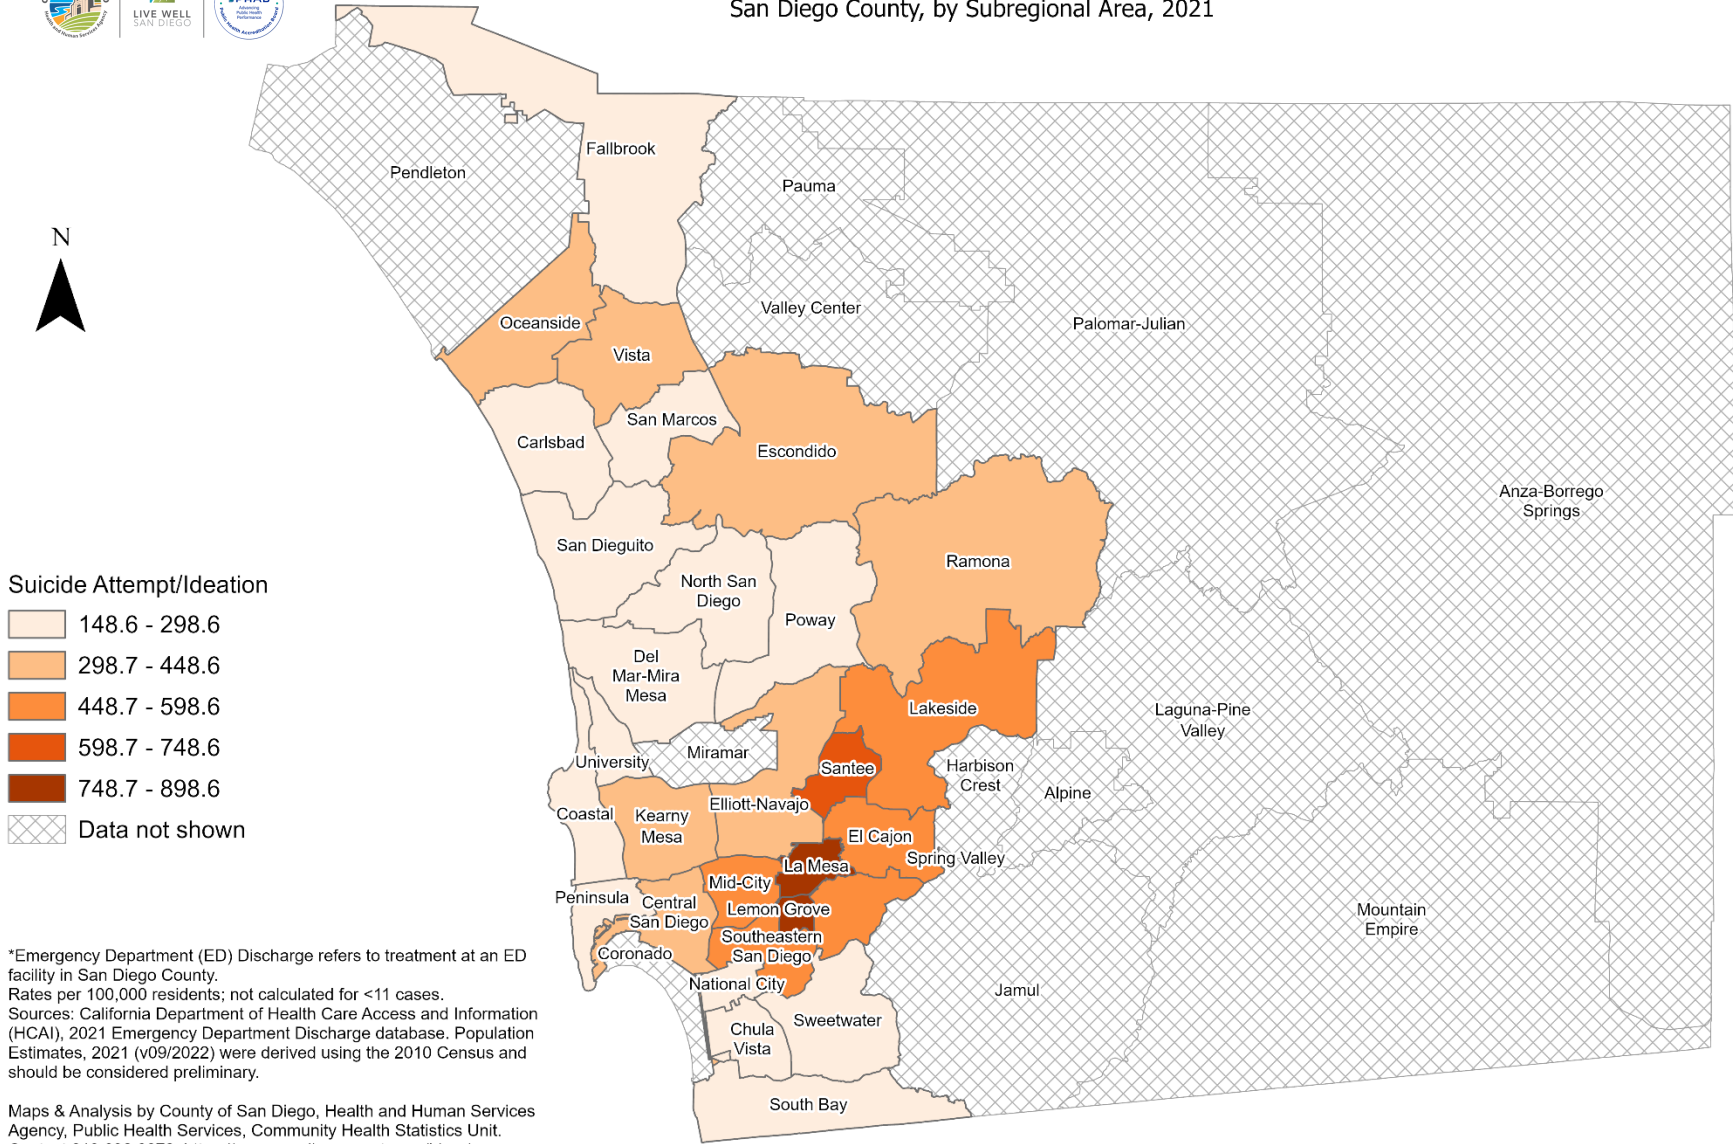 San Diego County, by Subregional Area, 2021
LIVE WELL
SAN DIEGO
Advancing
Public Health
Performance
N
Fallbrook
Pendleton
Pauma
Valley Center
Palomar-Julian
Oceanside
Vista
San Marcos
Carlsbad
Escondido
Anza-Borrego
Springs
San Dieguito
Ramona
North San
Diego
Poway
Del
Mar-Mira
Mesa
Lakeside
Laguna-Pine
Valley
Miramar
University
Santee
Harbison
Crest
Alpine
Coastal
Kearny
Mesa
Elliott-Navajo
El Cajon
Spring Valley
La Mesa
Mid-City
Peninsula
Central
San Diego
Lemon Grove
Mountain
Empire
Southeastern
San Diego
Coronado
National City
Jamul
Chula
Vista
Sweetwater
South Bay
Suicide Attempt/Ideation
148.6 - 298.6
298.7 - 448.6
448.7 - 598.6
598.7 - 748.6
748.7 - 898.6
Data not shown
*Emergency Department (ED) Discharge refers to treatment at an ED
facility in San Diego County.
Rates per 100,000 residents; not calculated for <11 cases.
Sources: California Department of Health Care Access and Information
(HCAI), 2021 Emergency Department Discharge database. Population
Estimates, 2021 (v09/2022) were derived using the 2010 Census and
should be considered preliminary.
Maps & Analysis by County of San Diego, Health and Human Services
Agency, Public Health Services, Community Health Statistics Unit.